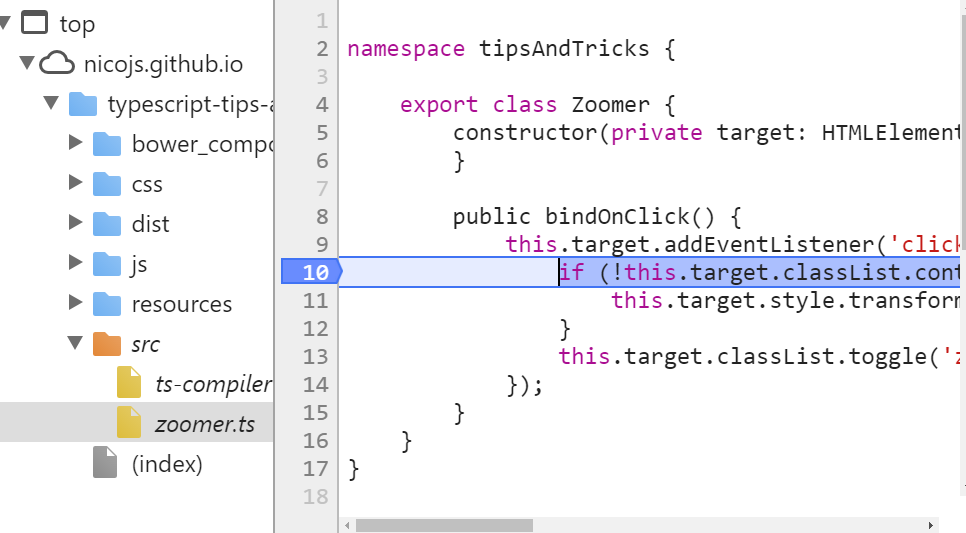 top
nicojs.github.io
typescript-tips-a
bower_compo
css
dist
js
resources
src
ts-compiler
zoomer.ts
(index)
1
2 namespace tipsAndTricks {
3
4 export class Zoomer {
5 constructor(private target: HTMLElement
6 }
7
8 public bindOnClick() {
9 this.target.addEventListener('click
10 if (!this.target.classList.cont
11 this.target.style.transform
12 }
13 this.target.classList.toggle('z
14 });
15 }
16 }
17 }
18